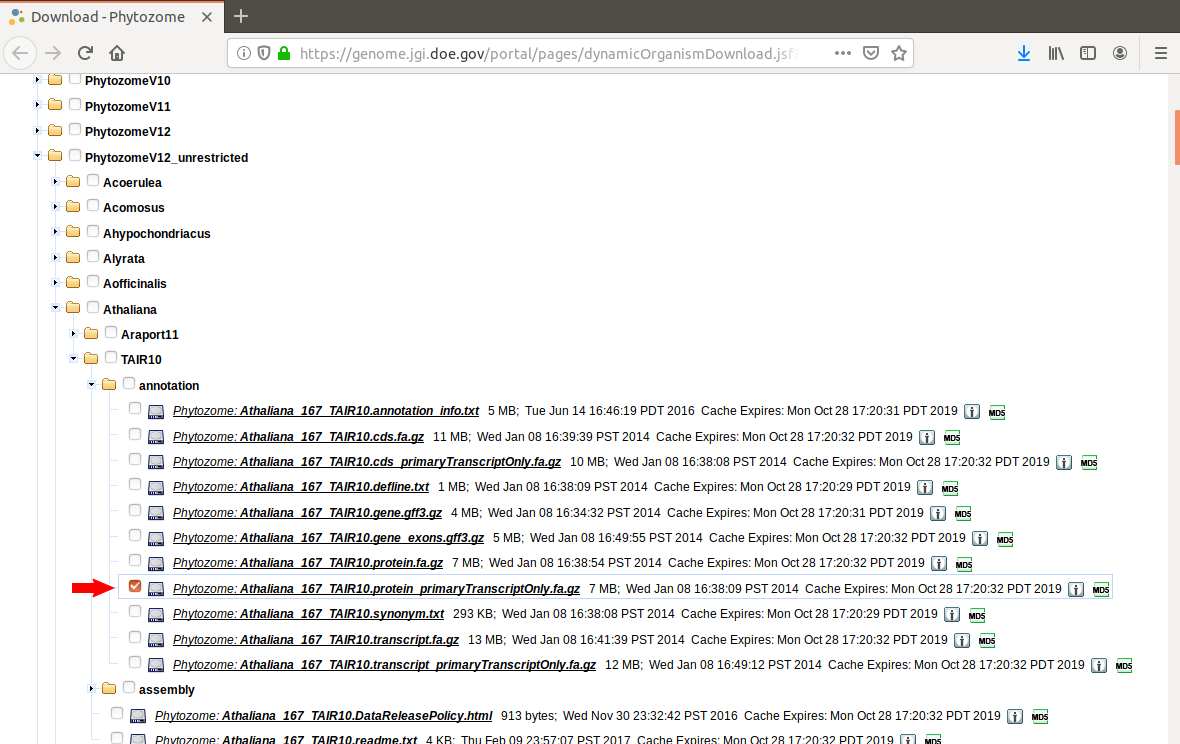 Download - Phytozome
https://genome.jgi.doe.gov/portal/pages/dynamicOrganismDownload.jsf?
PhytozomeV10
PhytozomeV11
PhytozomeV12
PhytozomeV12_unrestricted
Acoerulea
Acomosus
Ahypochondriacus
Alyrata
Aofficinalis
Athaliana
Araport11
TAIR10
annotation
Phytozome: Athaliana_167_TAIR10.annotation_info.txt 5 MB; Tue Jun 14 16:46:19 PDT 2016 Cache Expires: Mon Oct 28 17:20:31 PDT 2019 MD5
Phytozome: Athaliana_167_TAIR10.cds.fa.gz 11 MB; Wed Jan 08 16:39:39 PST 2014 Cache Expires: Mon Oct 28 17:20:32 PDT 2019 MD5
Phytozome: Athaliana_167_TAIR10.cds_primaryTranscriptOnly.fa.gz 10 MB; Wed Jan 08 16:38:08 PST 2014 Cache Expires: Mon Oct 28 17:20:32 PDT 2019 MD5
Phytozome: Athaliana_167_TAIR10.defline.txt 1 MB; Wed Jan 08 16:38:09 PST 2014 Cache Expires: Mon Oct 28 17:20:29 PDT 2019 MD5
Phytozome: Athaliana_167_TAIR10.gene.gff3.gz 4 MB; Wed Jan 08 16:34:32 PST 2014 Cache Expires: Mon Oct 28 17:20:31 PDT 2019 MD5
Phytozome: Athaliana_167_TAIR10.gene_exons.gff3.gz 5 MB; Wed Jan 08 16:49:55 PST 2014 Cache Expires: Mon Oct 28 17:20:32 PDT 2019 MD5
Phytozome: Athaliana_167_TAIR10.protein.fa.gz 7 MB; Wed Jan 08 16:38:54 PST 2014 Cache Expires: Mon Oct 28 17:20:32 PDT 2019 MD5
Phytozome: Athaliana_167_TAIR10.protein_primaryTranscriptOnly.fa.gz 7 MB; Wed Jan 08 16:38:09 PST 2014 Cache Expires: Mon Oct 28 17:20:32 PDT 2019 MD5
Phytozome: Athaliana_167_TAIR10.synonym.txt 293 KB; Wed Jan 08 16:38:08 PST 2014 Cache Expires: Mon Oct 28 17:20:29 PDT 2019 MD5
Phytozome: Athaliana_167_TAIR10.transcript.fa.gz 13 MB; Wed Jan 08 16:41:39 PST 2014 Cache Expires: Mon Oct 28 17:20:32 PDT 2019 MD5
Phytozome: Athaliana_167_TAIR10.transcript_primaryTranscriptOnly.fa.gz 12 MB; Wed Jan 08 16:49:12 PST 2014 Cache Expires: Mon Oct 28 17:20:32 PDT 2019 MD5
assembly
Phytozome: Athaliana_167_TAIR10.DataReleasePolicy.html 913 bytes; Wed Nov 30 23:32:42 PST 2016 Cache Expires: Mon Oct 28 17:20:32 PDT 2019 MD5
Phytozome: Athaliana_167_TAIR10.readme.txt 4 KB; Thu Feb 09 23:57:07 PST 2017 Cache Expires: Mon Oct 28 17:20:32 PDT 2019 MD5